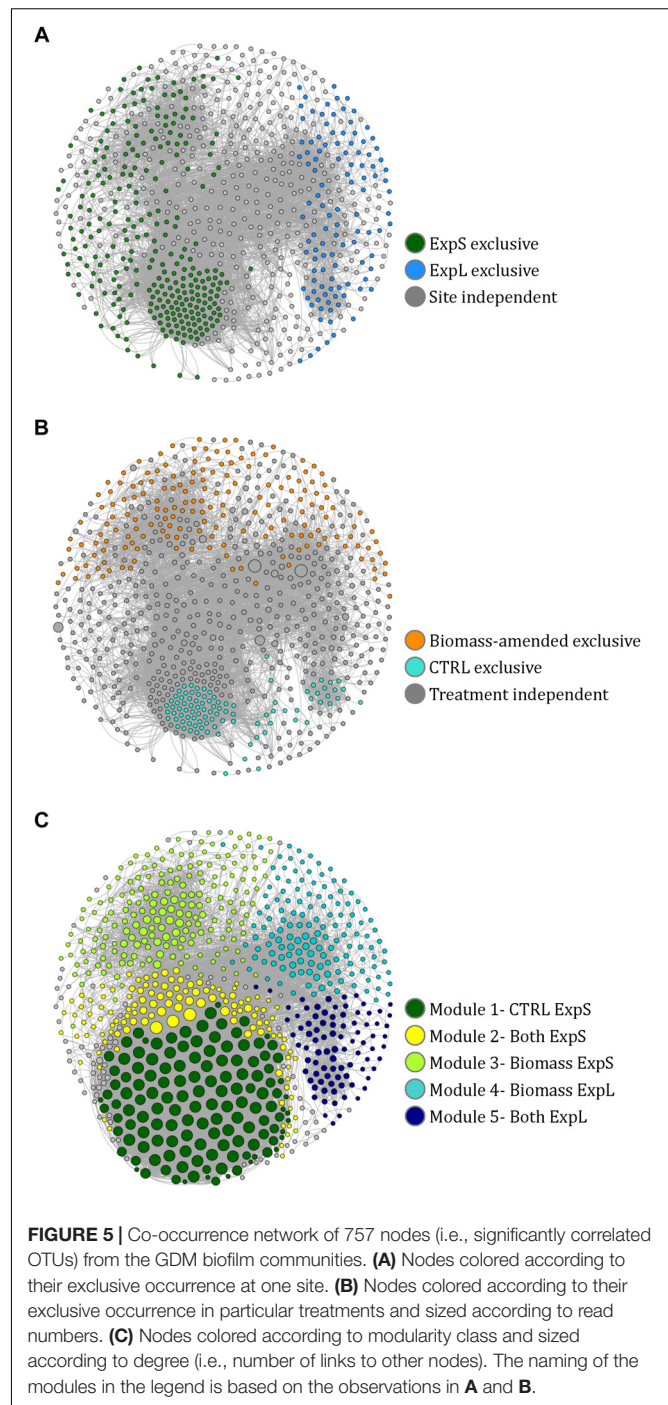 A
ExpS exclusive
ExpL exclusive
Site independent
B
Biomass-amended exclusive
CTRL exclusive
Treatment independent
C
Module 1- CTRL ExpS
Module 2- Both ExpS
Module 3- Biomass ExpS
Module 4- Biomass ExpL
Module 5- Both ExpL
FIGURE 5 | Co-occurrence network of 757 nodes (i.e., significantly correlated
OTUs) from the GDM biofilm communities. (A) Nodes colored according to
their exclusive occurrence at one site. (B) Nodes colored according to their
exclusive occurrence in particular treatments and sized according to read
numbers. (C) Nodes colored according to modularity class and sized
according to degree (i.e., number of links to other nodes). The naming of the
modules in the legend is based on the observations in A and B.